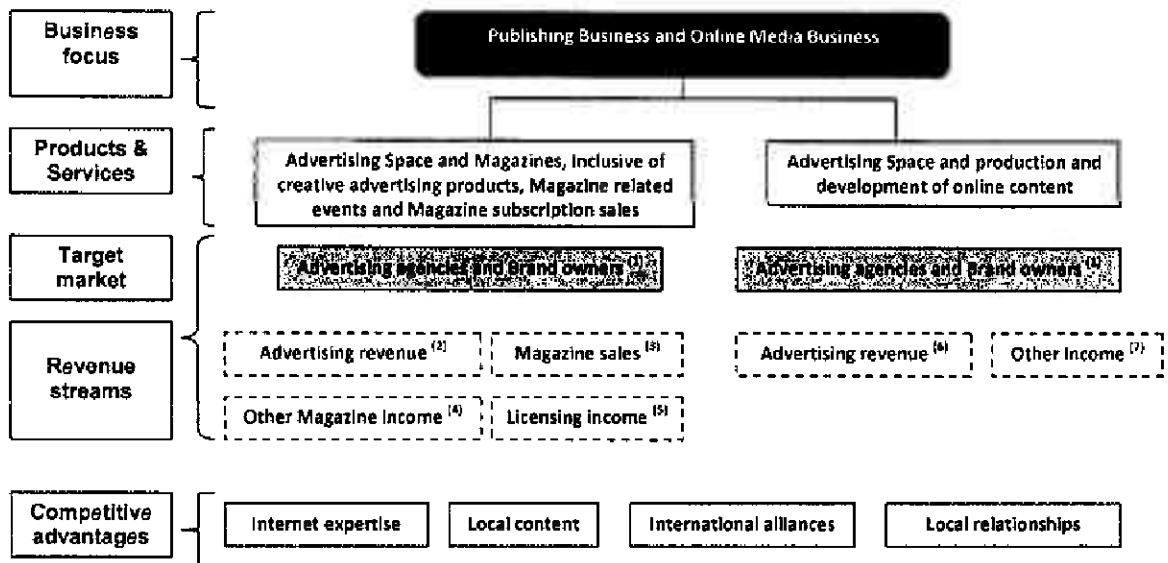 Business
focus
Publishing Business and Online Media Business
Products &
Services
Advertising Space and Magazines, Inclusive of
creative advertising products, Magazine related
events and Magazine subscription sales
Advertising Space and production and
development of online content
Target
market
Advertising agencies and Brand owners (1)
Advertising agencies and Brand owners (1)
Revenue
streams
Advertising revenue (2)
Magazine sales (3)
Advertising revenue (6)
Other Income (7)
Other Magazine Income (4)
Licensing income (5)
Competitive
advantages
Internet expertise
Local content
International alliances
Local relationships